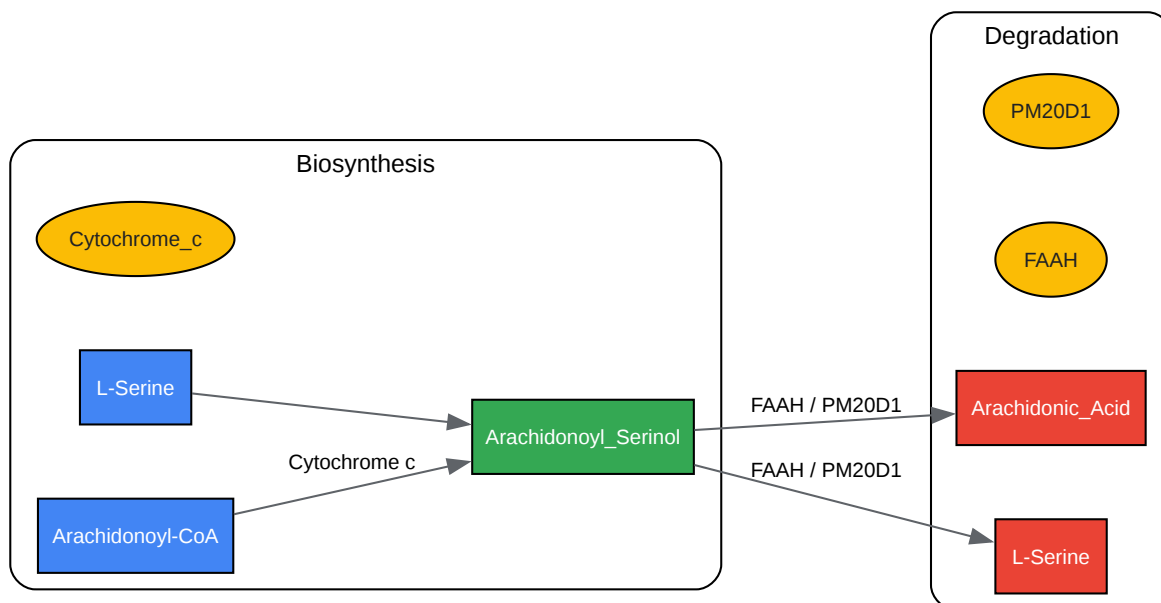 Biosynthesis
Cytochrome_c
L-Serine
Arachidonoyl-CoA
Cytochrome c
Arachidonoyl_Serinol
FAAH / PM20D1
FAAH / PM20D1
Degradation
PM20D1
FAAH
Arachidonic_Acid
L-Serine